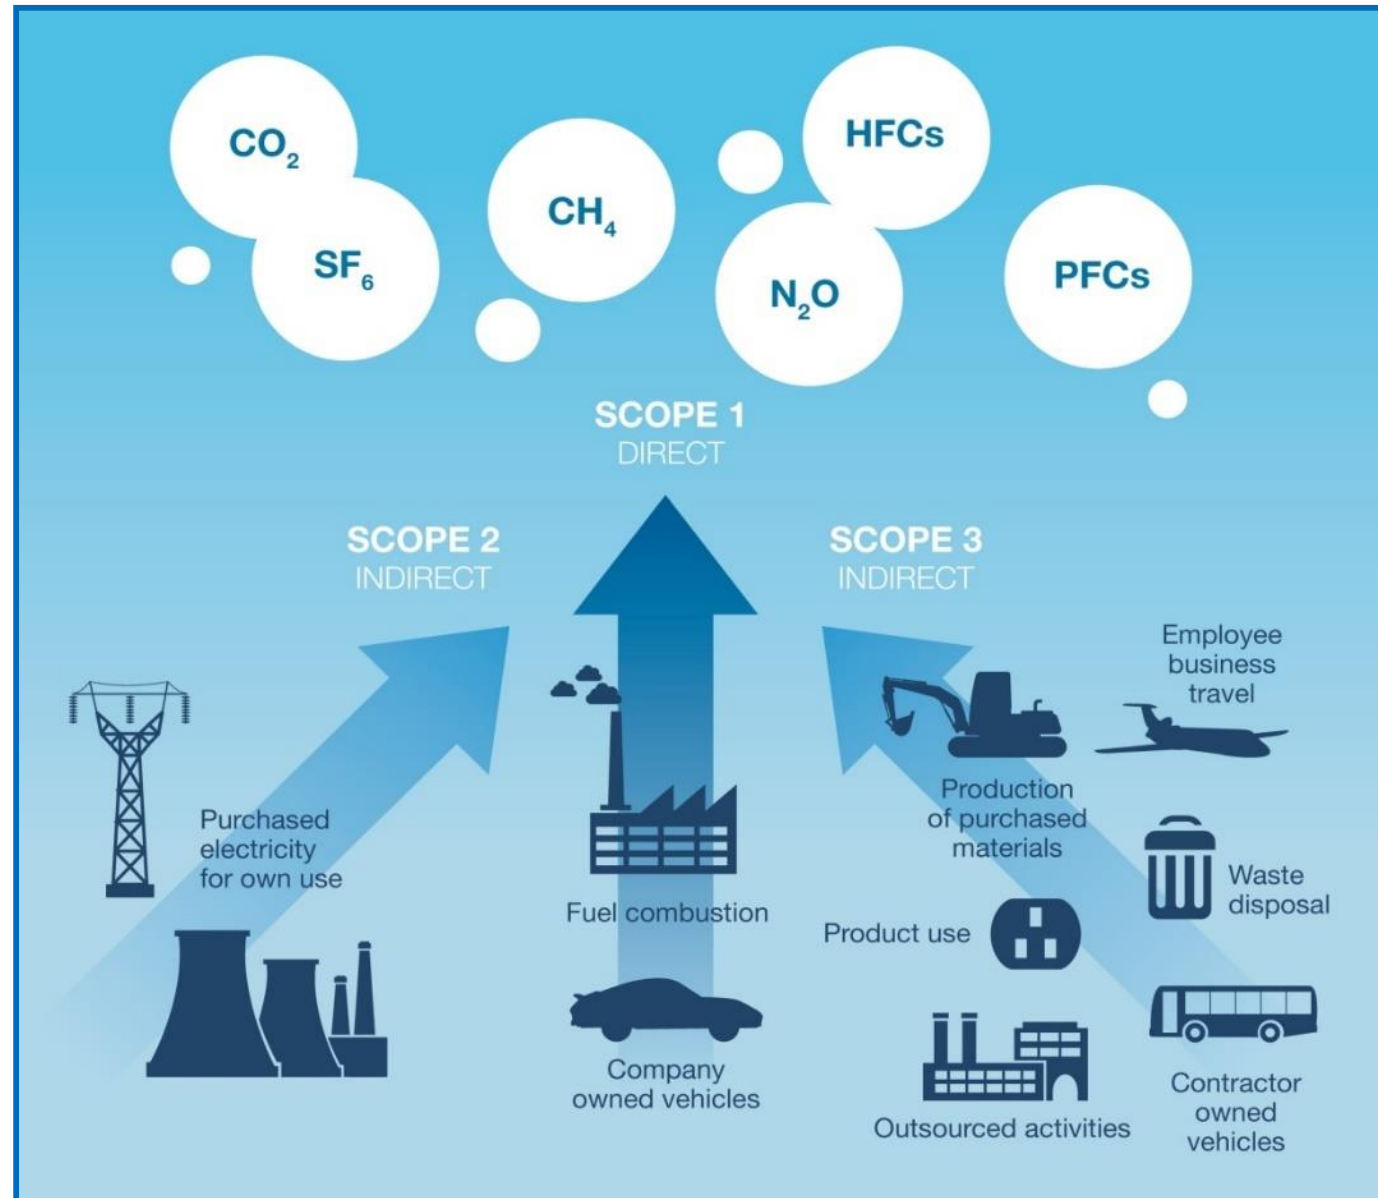 CO₂
SF₆
CH₄
HFCs
N₂O
PFCs
SCOPE 1
DIRECT
SCOPE 2
INDIRECT
SCOPE 3
INDIRECT
Purchased
electricity
for own use
Fuel combustion
Company
owned vehicles
Employee
business
travel
Production
of purchased
materials
Waste
disposal
Product use
Outsourced activities
Contractor
owned
vehicles